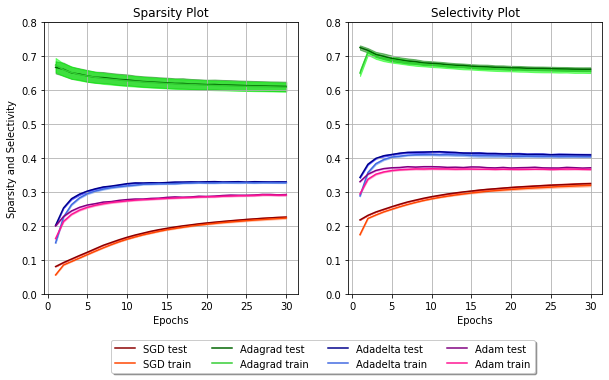 Sparsity Plot
Selectivity Plot
Sparsity and Selectivity
0.8
0.7
0.6
0.5
0.4
0.3
0.2
0.1
0.0
0 5 10 15 20 25 30
Epochs
0.8
0.7
0.6
0.5
0.4
0.3
0.2
0.1
0.0
0 5 10 15 20 25 30
Epochs
SGD test
SGD train
Adagrad test
Adagrad train
Adadelta test
Adadelta train
Adam test
Adam train